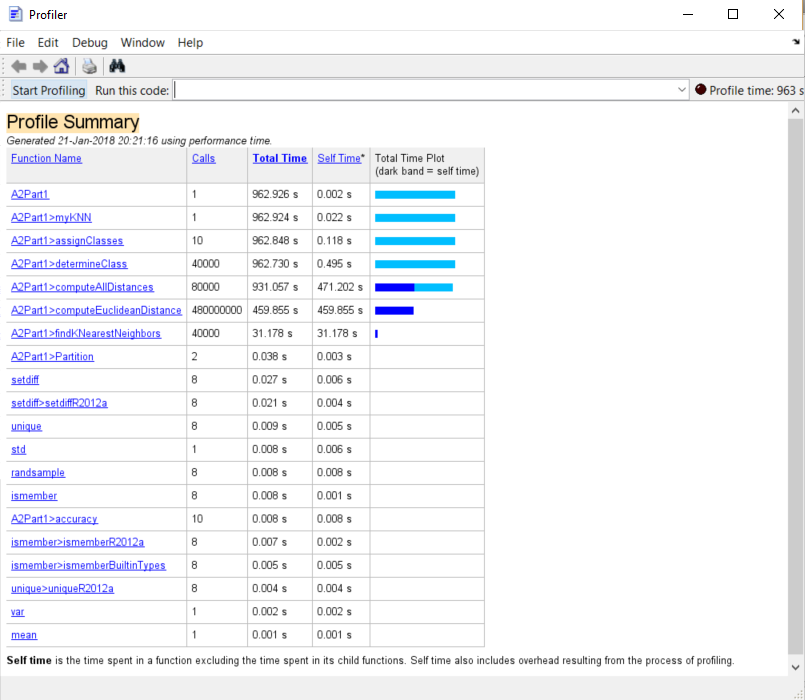 Profiler
File Edit Debug Window Help
Start Profiling Run this code: Profile time: 963 s
Profile Summary
Generated 21-Jan-2018 20:21:16 using performance time.
Function Name Calls Total Time Self Time* Total Time Plot
(dark band = self time)
A2Part1 1 962.926 s 0.002 s
A2Part1>myKNN 1 962.924 s 0.022 s
A2Part1>assignClasses 10 962.848 s 0.118 s
A2Part1>determineClass 40000 962.730 s 0.495 s
A2Part1>computeAllDistances 80000 931.057 s 471.202 s
A2Part1>computeEuclideanDistance 480000000 459.855 s 459.855 s
A2Part1>findKNearestNeighbors 40000 31.178 s 31.178 s
A2Part1>Partition 2 0.038 s 0.003 s
setdiff 8 0.027 s 0.006 s
setdiff>setdiffR2012a 8 0.021 s 0.004 s
unique 8 0.009 s 0.005 s
std 1 0.008 s 0.006 s
randsample 8 0.008 s 0.008 s
ismember 8 0.008 s 0.001 s
A2Part1>accuracy 10 0.008 s 0.008 s
ismember>ismemberR2012a 8 0.007 s 0.002 s
ismember>ismemberBuiltinTypes 8 0.005 s 0.005 s
unique>uniqueR2012a 8 0.004 s 0.004 s
var 1 0.002 s 0.002 s
mean 1 0.001 s 0.001 s
Self time is the time spent in a function excluding the time spent in its child functions. Self time also includes overhead resulting from the process of profiling.